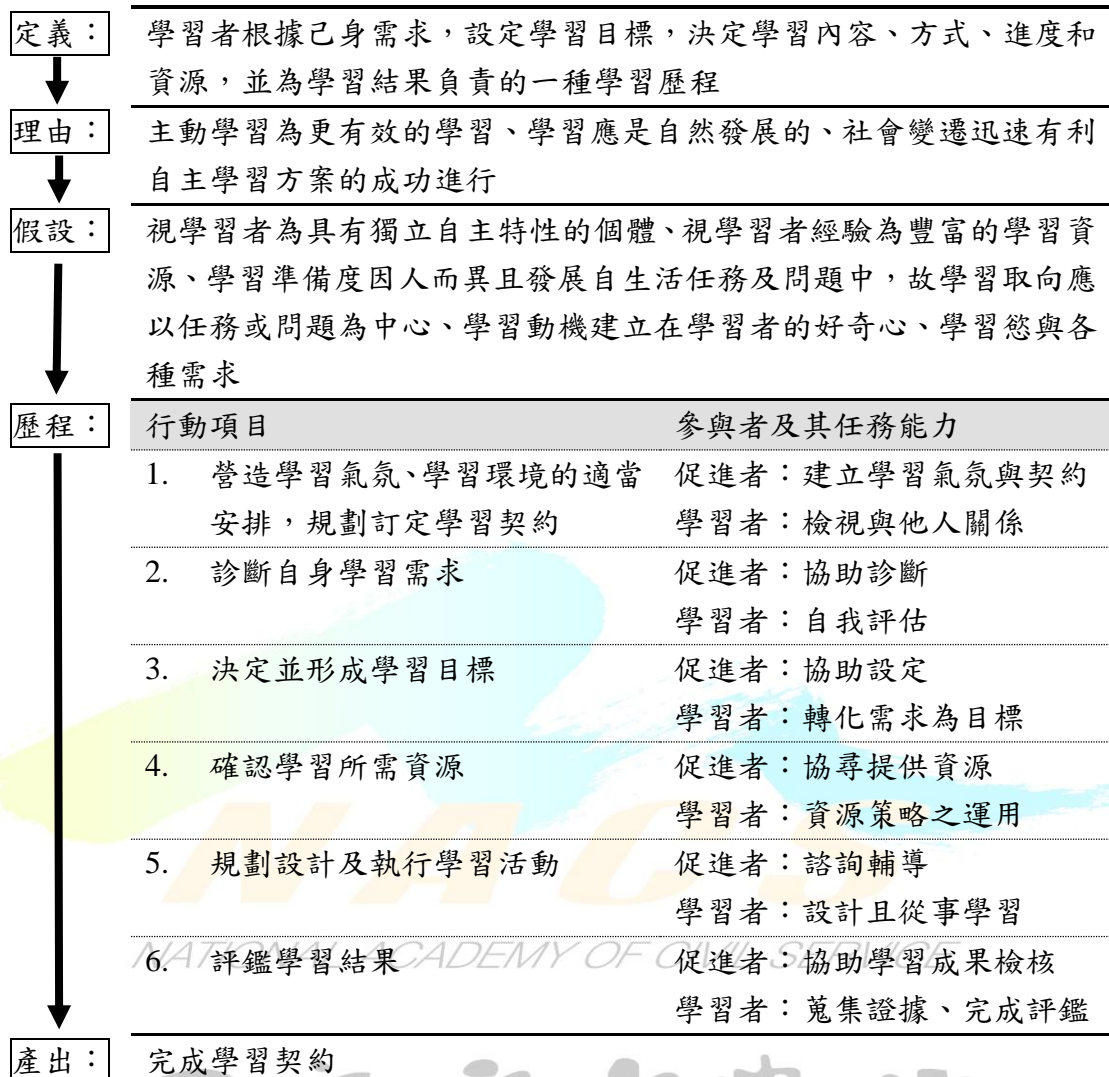 定義：
學習者根據己身需求，設定學習目標，決定學習內容、方式、進度和
資源，並為學習結果負責的一種學習歷程
理由：
主動學習為更有效的學習、學習應是自然發展的、社會變遷迅速有利
自主學習方案的成功進行
假設：
視學習者為具有獨立自主特性的個體、視學習者經驗為豐富的學習資
源、學習準備度因人而異且發展自生活任務及問題中，故學習取向應
以任務或問題為中心、學習動機建立在學習者的好奇心、學習慾與各
種需求
歷程：
行動項目 參與者及其任務能力
1. 營造學習氣氛、學習環境的適當 促進者：建立學習氣氛與契約
安排，規劃訂定學習契約 學習者：檢視與他人關係
2. 診斷自身學習需求 促進者：協助診斷
學習者：自我評估
3. 決定並形成學習目標 促進者：協助設定
學習者：轉化需求為目標
4. 確認學習所需資源 促進者：協尋提供資源
學習者：資源策略之運用
NACS
5. 規劃設計及執行學習活動 促進者：諮詢輔導
學習者：設計且從事學習
NATIONAL ACADEMY OF CIVIL SERVICE
6. 評鑑學習結果 促進者：協助學習成果檢核
學習者：蒐集證據、完成評鑑
產出：
完成學習契約